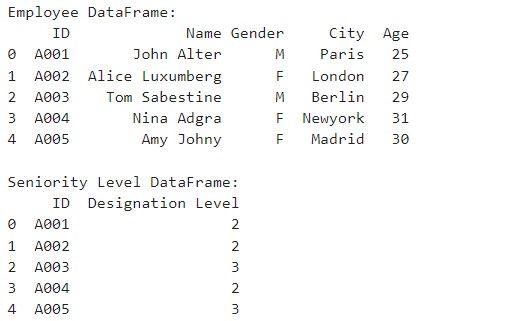 Employee DataFrame:
     ID             Name Gender     City  Age
0  A001       John Alter      M    Paris   25
1  A002  Alice Luxumberg      F   London   27
2  A003    Tom Sabestine      M   Berlin   29
3  A004       Nina Adgra      F  Newyork   31
4  A005        Amy Johny      F   Madrid   30
Seniority Level DataFrame:
     ID  Designation Level
0  A001                  2
1  A002                  2
2  A003                  3
3  A004                  2
4  A005                  3